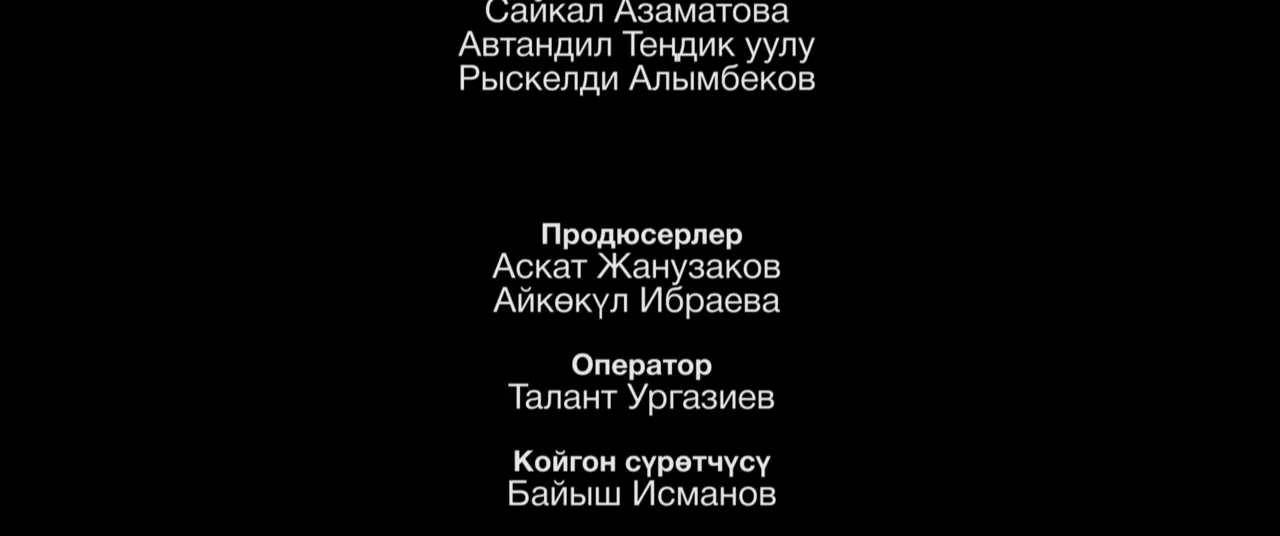 Сайкал Азаматова
Автандил Теңдик уулу
Рыскелди Алымбеков
Продюсерлер
Аскат Жанузаков
Айкөкүл Ибраева
Оператор
Талант Ургазиев
Койгон сүрөтчүсү
Байыш Исманов